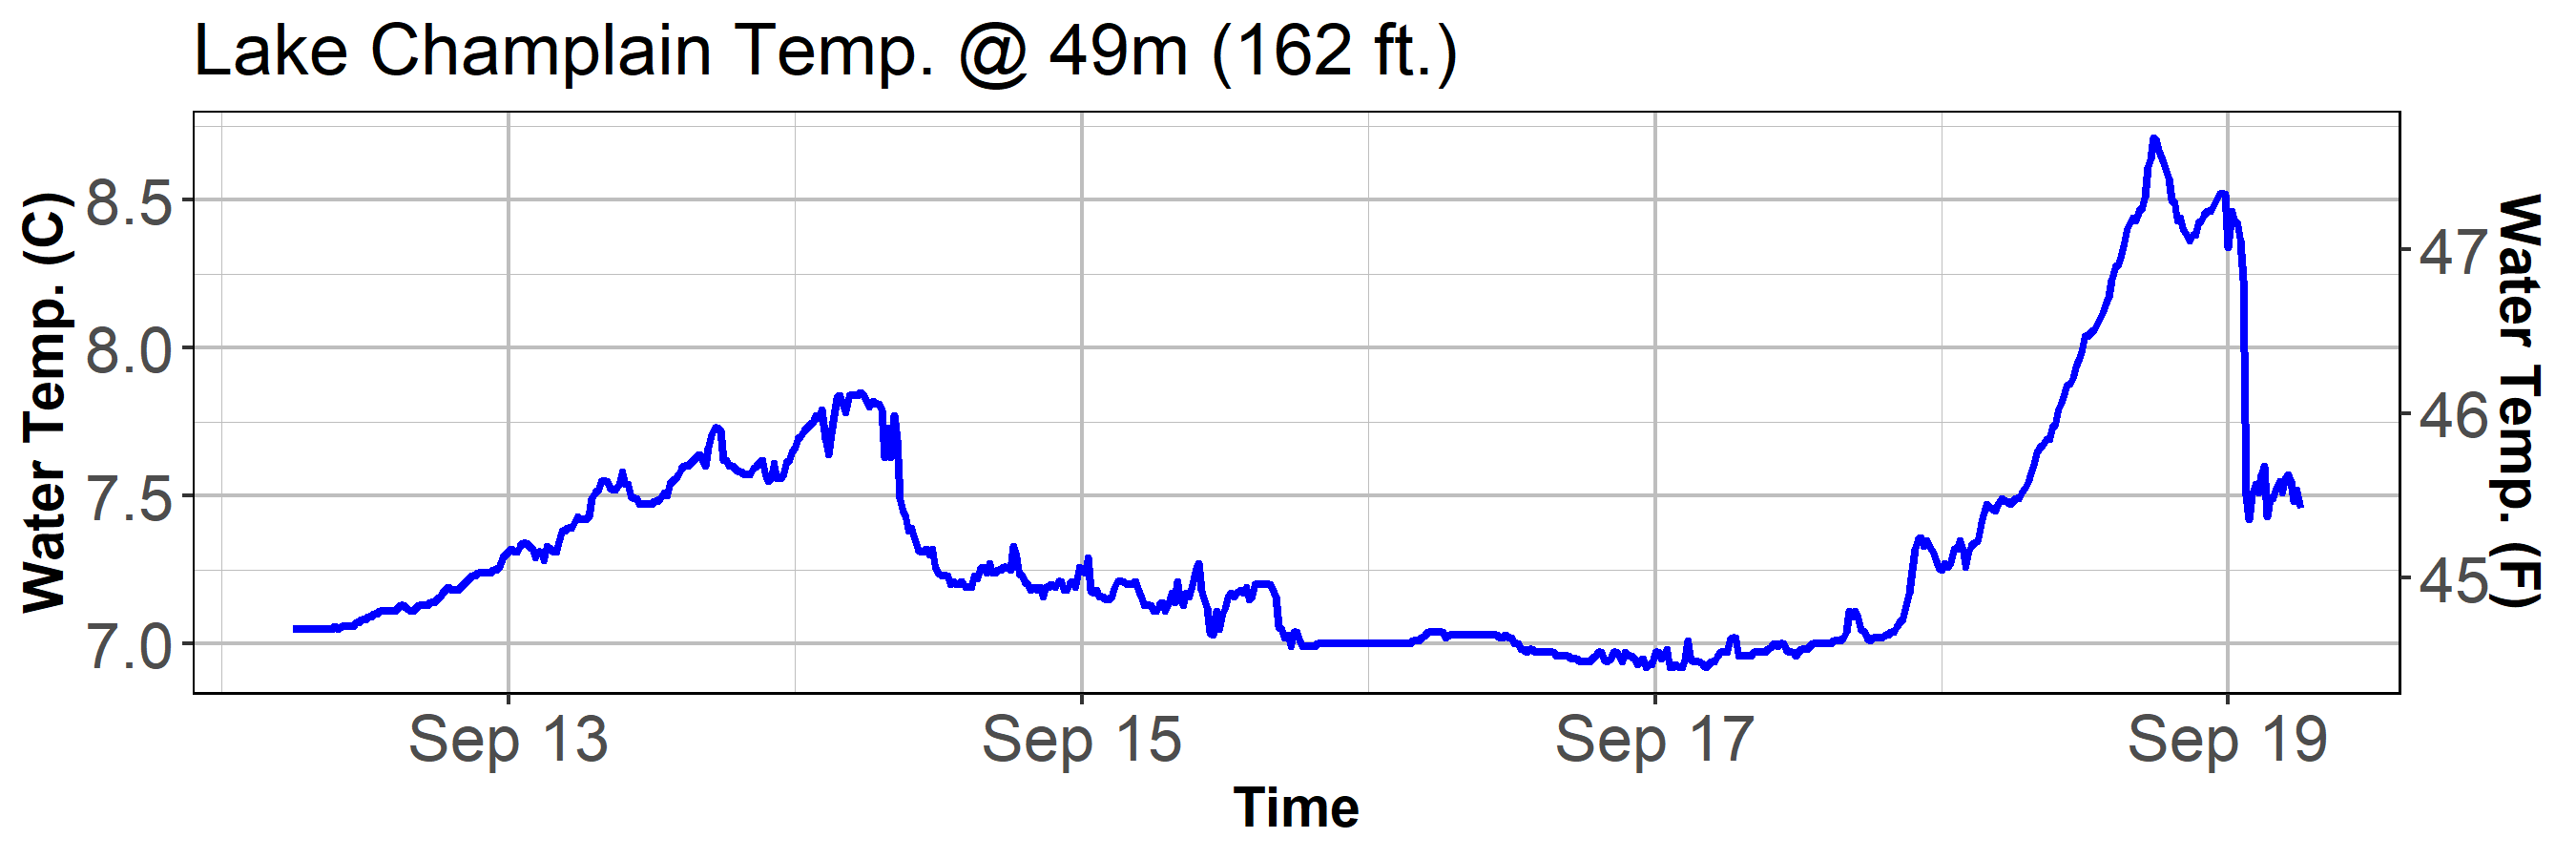 Lake Champlain Temp. @ 49m (162 ft.)
Water Temp. (C)
8.5
8.0
7.5
7.0
47
46
45
Water Temp. (F)
Sep 13 Sep 15 Sep 17 Sep 19
Time